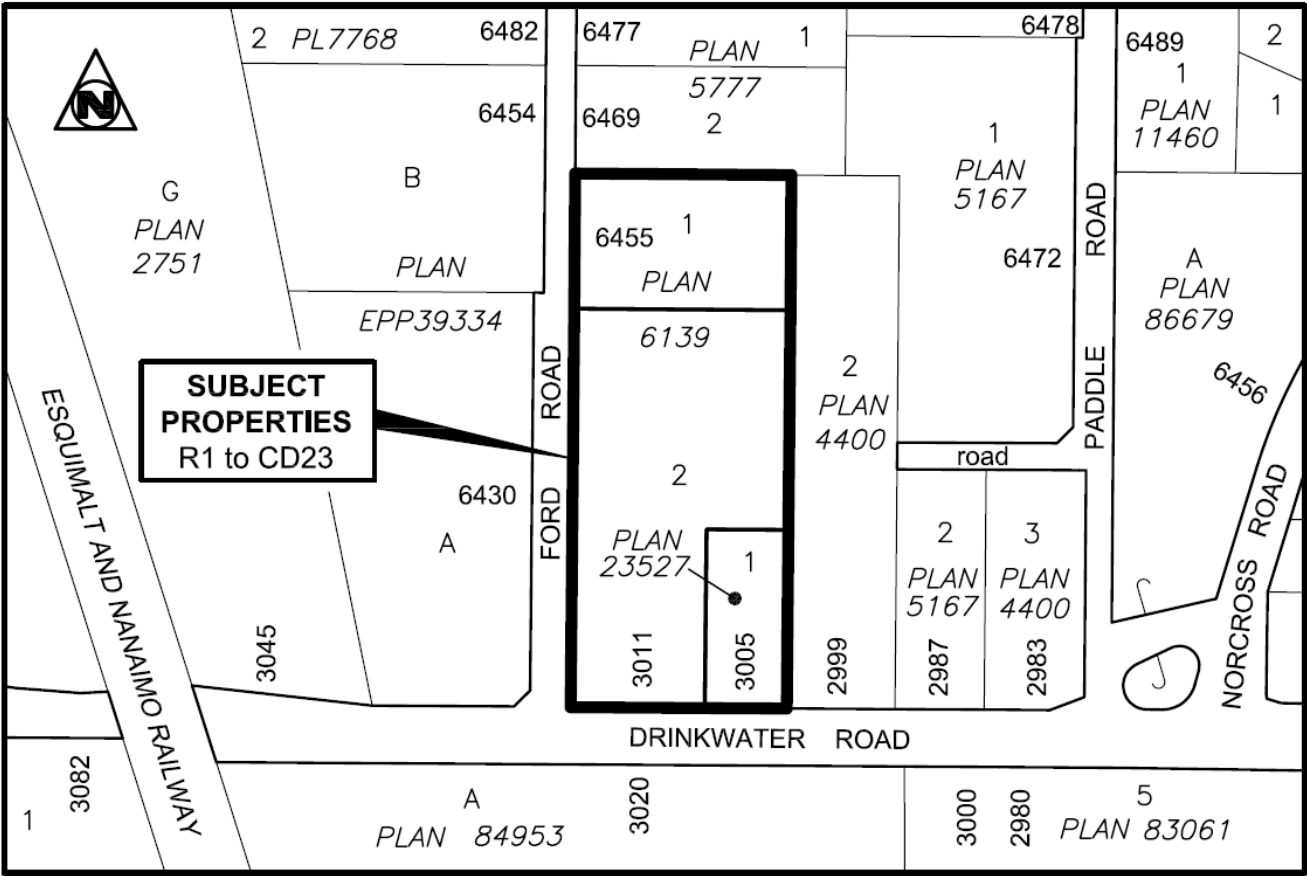 2 PL7768 6482
6477 PLAN 1
5777
6478
6489
1
PLAN
11460
2
1
N
6454
B
PLAN
6469
2
G
PLAN
2751
1
PLAN
5167
6472
6455 1
PLAN
6139
EPP39334
A
PLAN
86679
6456
SUBJECT
PROPERTIES
R1 to CD23
FORD ROAD
PADDLE ROAD
2
PLAN
4400
road
6430
A
2
PLAN
23527
1
2
PLAN
5167
3
PLAN
4400
NORCROSS ROAD
ESQUIMALT AND NANAIMO RAILWAY
3045
3011
3005
2999
2987
2983
DRINKWATER ROAD
1
3082
A
PLAN 84953
3020
3000
2980
5
PLAN 83061